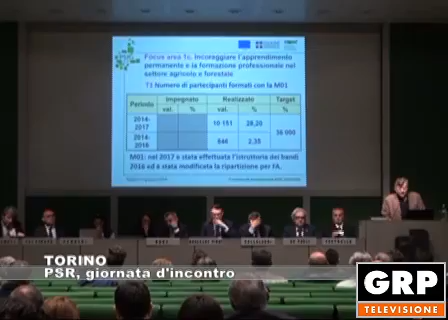 Focus area 1c. Incoraggiare l'apprendimento
permanente e la formazione professionale nel
settore agricolo e forestale
T3 Numero di partecipanti formati con la M01
Periodo Impegnato Realizzato Target
val. % val. % %
2014-
2017 10 151 28,20
36 000
2014-
2016 846 2,35
M01: nel 2017 è stata effettuata l'istruttoria dei bandi
2016 ed è stata modificata la ripartizione per FA.
TORINO
PSR, giornata d'incontro
GRP
TELEVISIONE